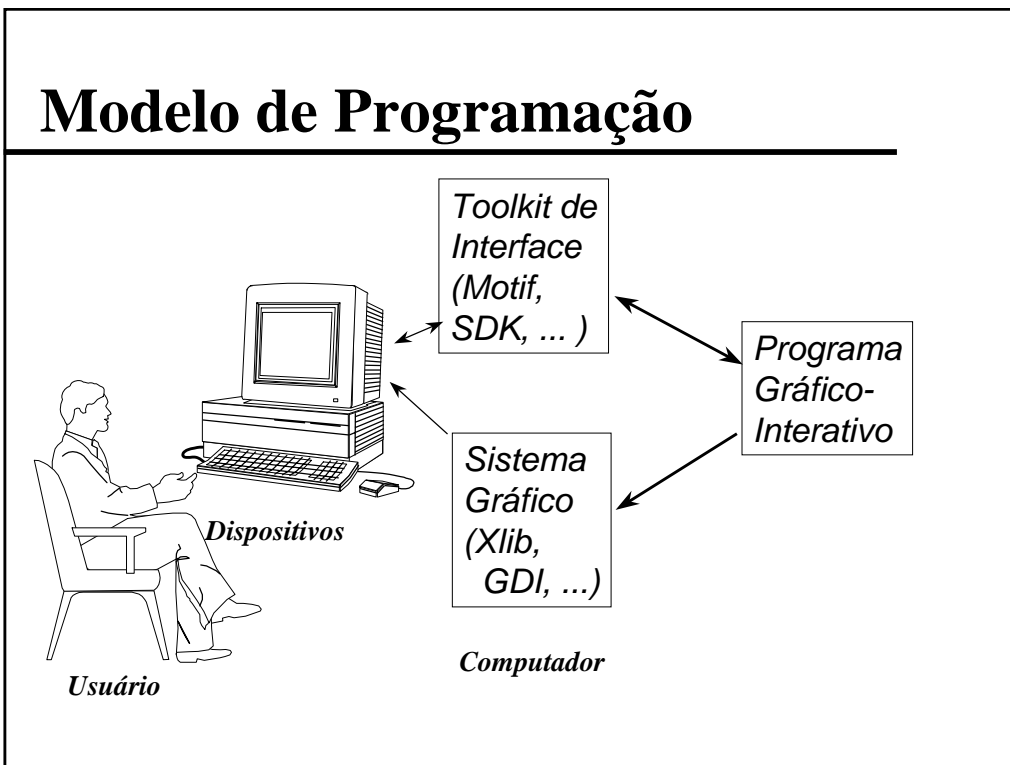 Modelo de Programação
Toolkit de
Interface
(Motif,
SDK, ... )
Programa
Gráfico-
Interativo
Sistema
Gráfico
(Xlib,
GDI, ...)
Dispositivos
Computador
Usuário